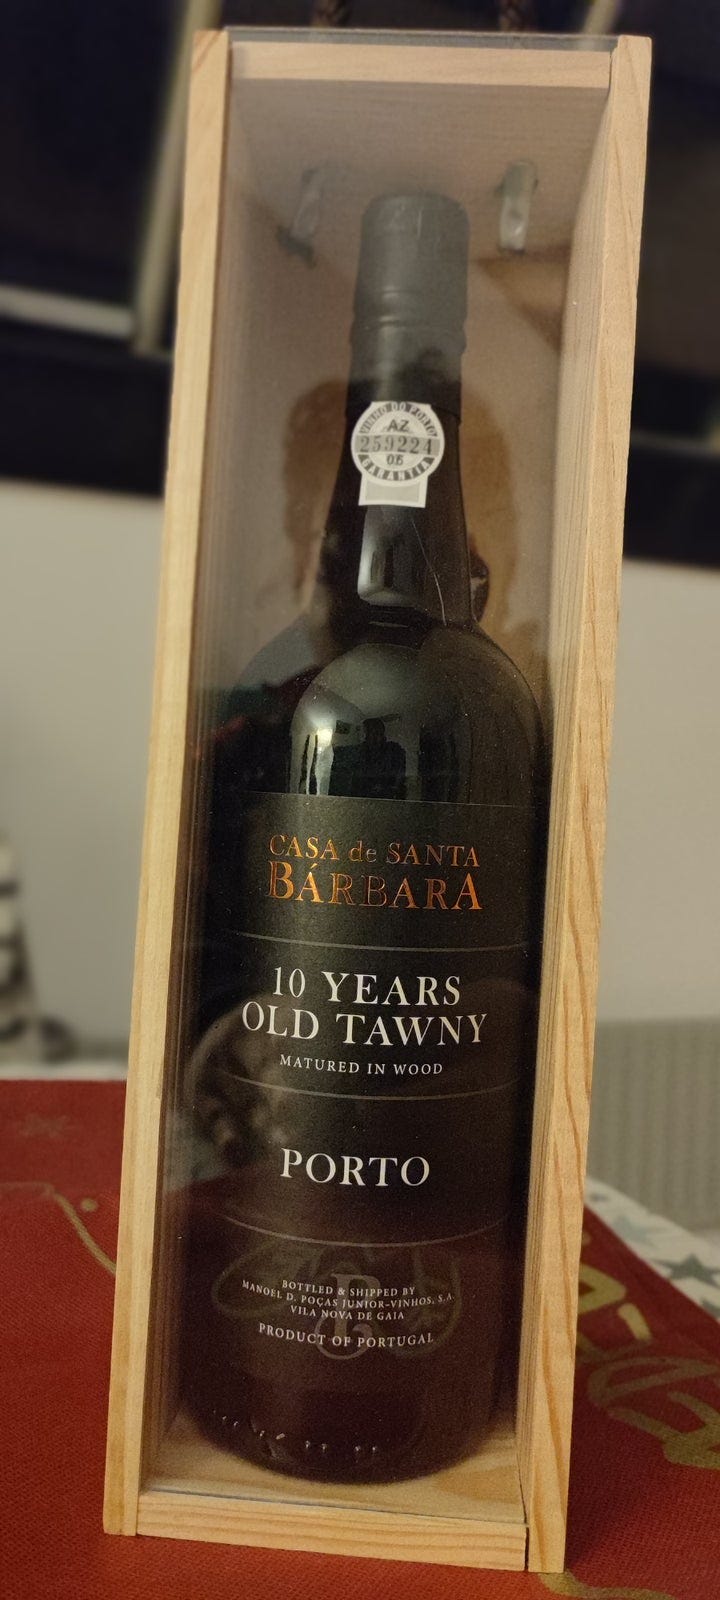 VINHO DO PORTO
AZ
259224
06
GARANTIA
CASA de SANTA
BÁRBARA
10 YEARS
OLD TAWNY
MATURED IN WOOD
PORTO
BOTTLED & SHIPPED BY
MANOEL D. POÇAS JUNIOR-VINHOS, S.A.
VILA NOVA DE GAIA
PRODUCT OF PORTUGAL